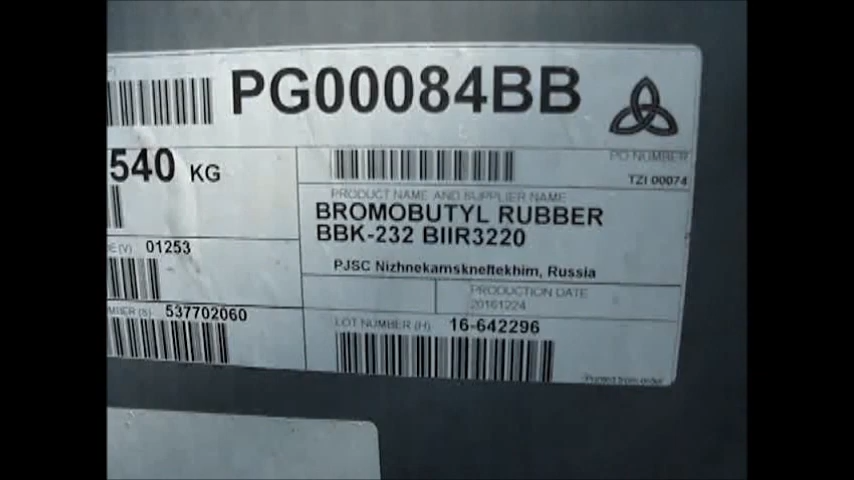 PG00084BB
540 KG
PO NUMBER
TZI 00074
PRODUCT NAME AND SUPPLIER NAME
BROMOBUTYL RUBBER
BBK-232 BIIR3220
PJSC Nizhnekamskneftekhim, Russia
(V) 01253
PRODUCTION DATE
20161224
(S) 537702060
LOT NUMBER (H) 16-642296